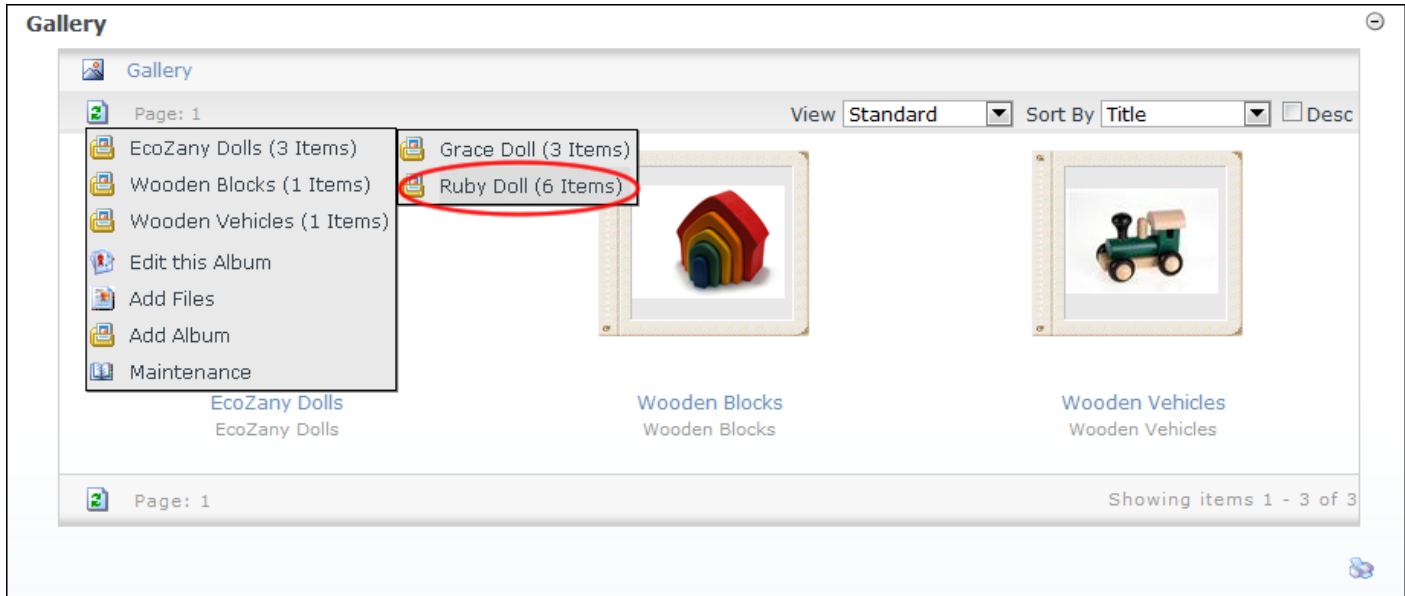 Gallery
Gallery
Page: 1
View Standard Sort By Title Desc
EcoZany Dolls (3 Items)
Wooden Blocks (1 Items)
Wooden Vehicles (1 Items)
Edit this Album
Add Files
Add Album
Maintenance
Grace Doll (3 Items)
Ruby Doll (6 Items)
EcoZany Dolls
EcoZany Dolls
Wooden Blocks
Wooden Blocks
Wooden Vehicles
Wooden Vehicles
Page: 1
Showing items 1 - 3 of 3